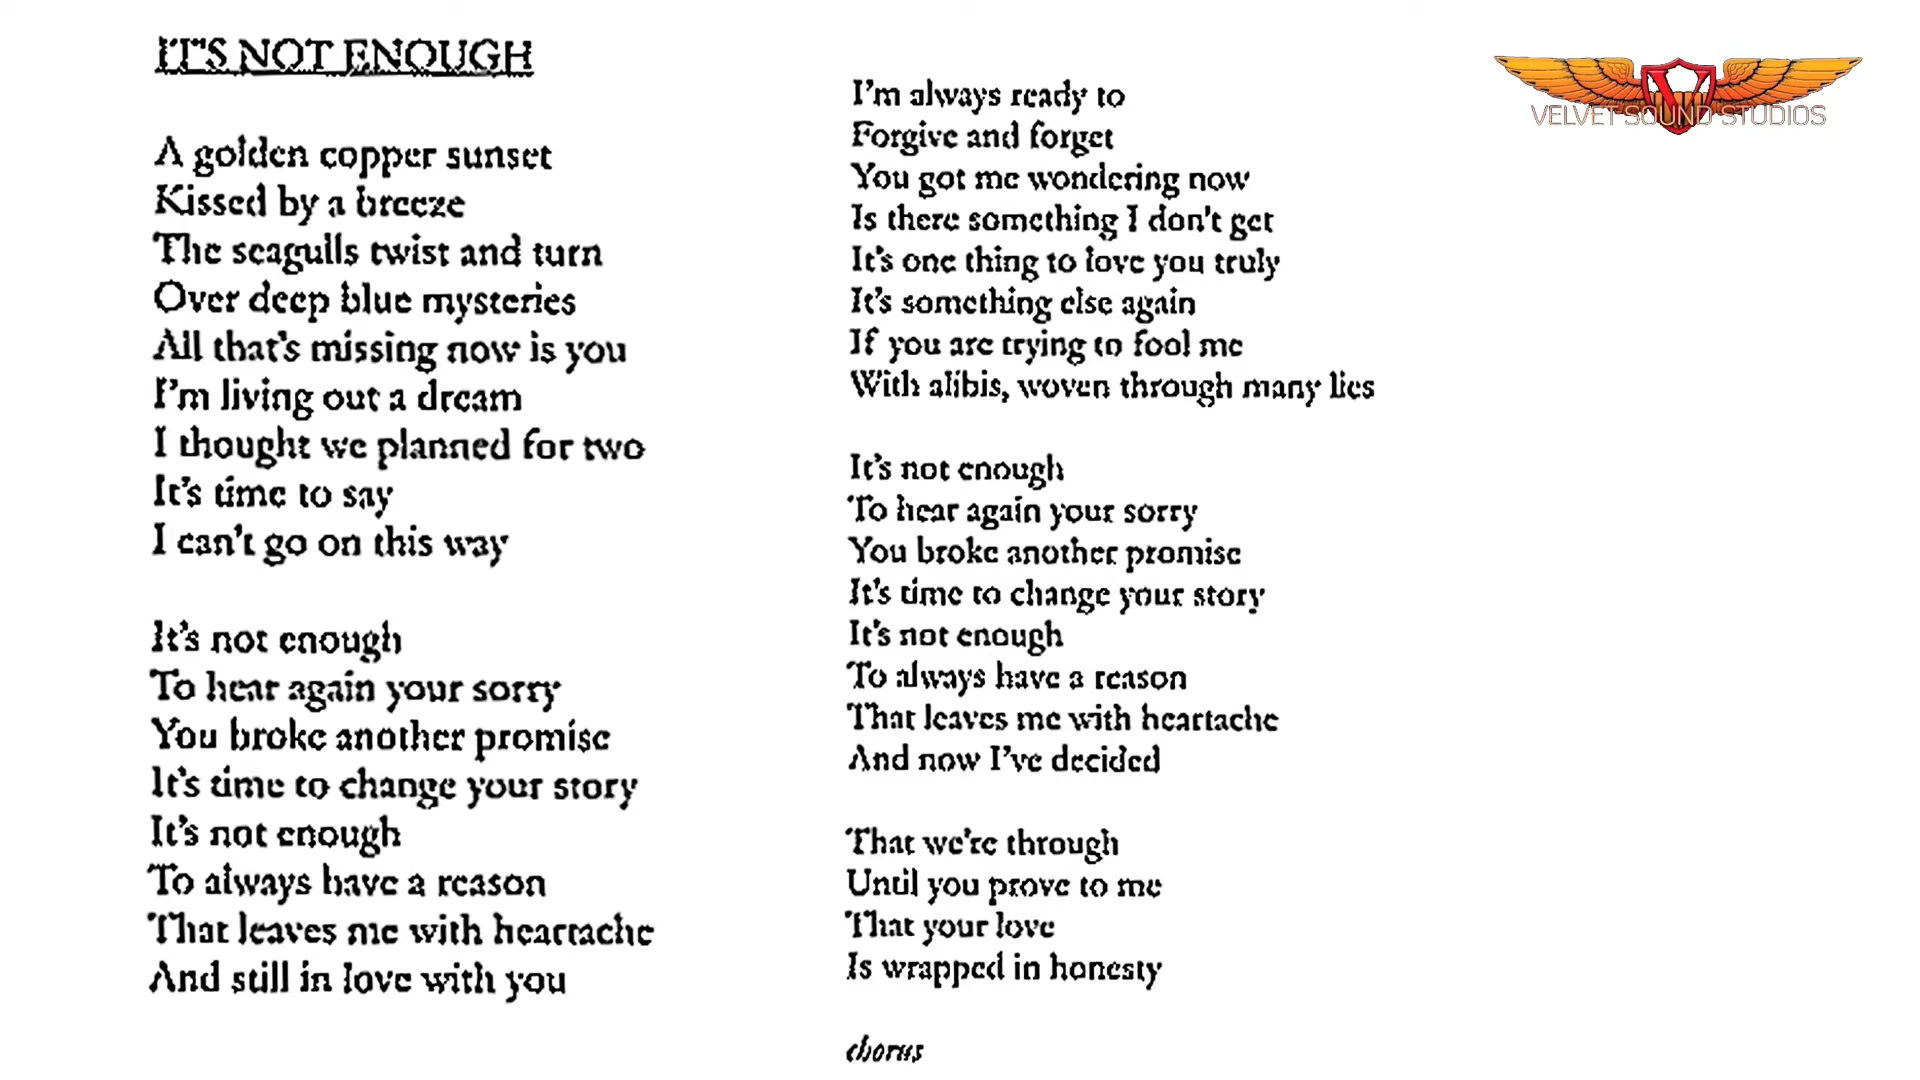 IT'S NOT ENOUGH
A golden copper sunset
Kissed by a breeze
The seagulls twist and turn
Over deep blue mysteries
All that's missing now is you
I'm living out a dream
I thought we planned for two
It's time to say
I can't go on this way
It's not enough
To hear again your sorry
You broke another promise
It's time to change your story
It's not enough
To always have a reason
That leaves me with heartache
And still in love with you
I'm always ready to
Forgive and forget
You got me wondering now
Is there something I don't get
It's one thing to love you truly
It's something else again
If you are trying to fool me
With alibis, woven through many lies
It's not enough
To hear again your sorry
You broke another promise
It's time to change your story
It's not enough
To always have a reason
That leaves me with heartache
And now I've decided
That we're through
Until you prove to me
That your love
Is wrapped in honesty
chorus
V
VELVET SOUND STUDIOS